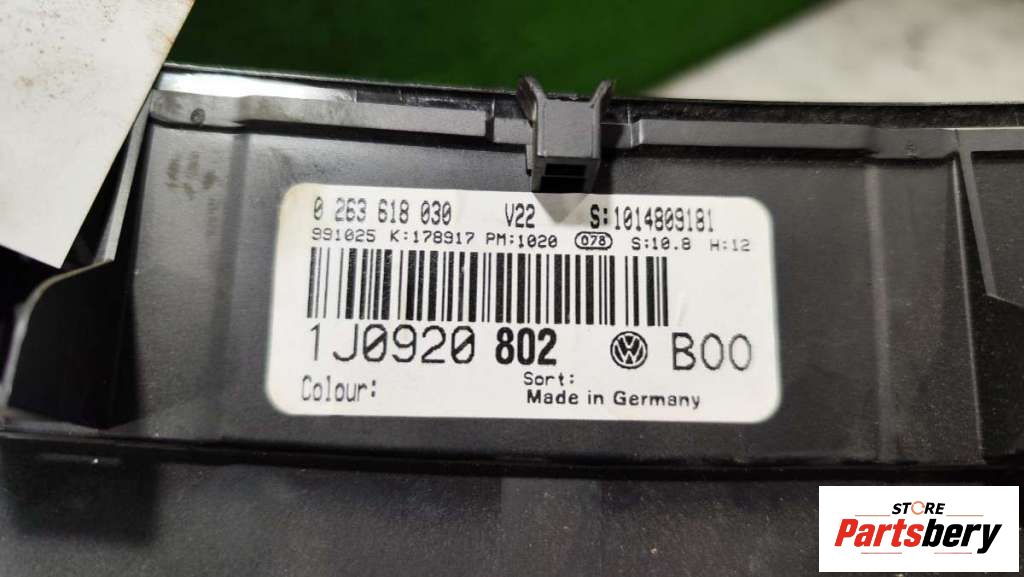 0 263 618 030 V22 S:1014809181
991025 K:178917 PM:1020 078 S:10.8 H:12
1J0920 802 VW B00
Colour: Sort:
Made in Germany
STORE
Partsbery